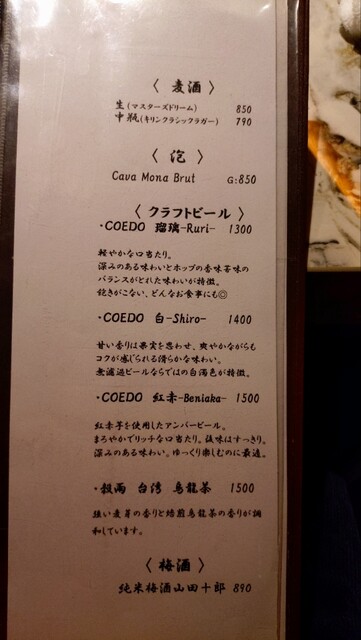 〈 麦酒 〉
生(マスターズドリーム) 850
中瓶(キリンクラシックラガー) 790
〈 泡 〉
Cava Mona Brut G:850
〈 クラフトビール 〉
・COEDO 瑠璃-Ruri- 1300
軽やかな口当たり。
深みのある味わいとホップの香味苦味の
バランスがとれた味わいが特徴。
飽きがこない、どんなお食事にも◎
・COEDO 白-Shiro- 1400
甘い香りは果実を思わせ、爽やかながらも
コクが感じられる滑らかな味わい。
無濾過ビールならではの白濁色が特徴。
・COEDO 紅赤-Beniaka- 1500
紅赤芋を使用したアンバービール。
まろやかでリッチな口当たり。後味はすっきり。
深みのある味わい。ゆっくり楽しむのに最適。
・穀雨 台湾 烏龍茶 1500
強い麦芽の香りと焙煎烏龍茶の香りが調
和しています。
〈 梅酒 〉
純米梅酒山田十郎 890